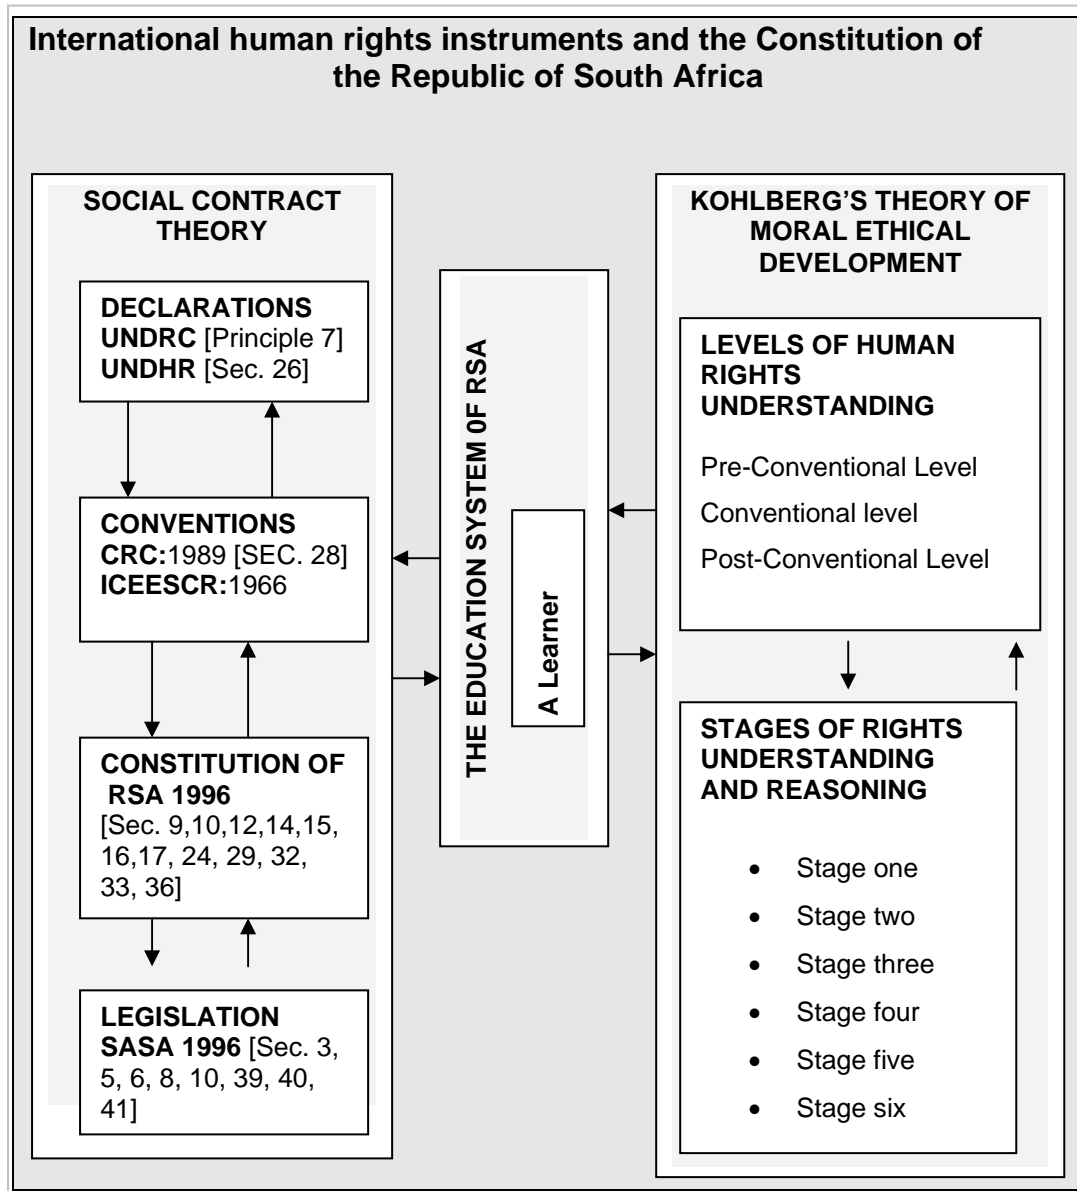 International human rights instruments and the Constitution of
the Republic of South Africa
SOCIAL CONTRACT
THEORY
DECLARATIONS
UNDRC [Principle 7]
UNDHR [Sec. 26]
CONVENTIONS
CRC:1989 [SEC. 28]
ICEESCR:1966
CONSTITUTION OF
RSA 1996
[Sec. 9,10,12,14,15,
16,17, 24, 29, 32,
33, 36]
LEGISLATION
SASA 1996 [Sec. 3,
5, 6, 8, 10, 39, 40,
41]
THE EDUCATION SYSTEM 0F RSA
A Learner
KOHLBERG’S THEORY OF
MORAL ETHICAL
DEVELOPMENT
LEVELS OF HUMAN
RIGHTS
UNDERSTANDING
Pre-Conventional Level
Conventional level
Post-Conventional Level
STAGES OF RIGHTS
UNDERSTANDING
AND REASONING
• Stage one
• Stage two
• Stage three
• Stage four
• Stage five
• Stage six